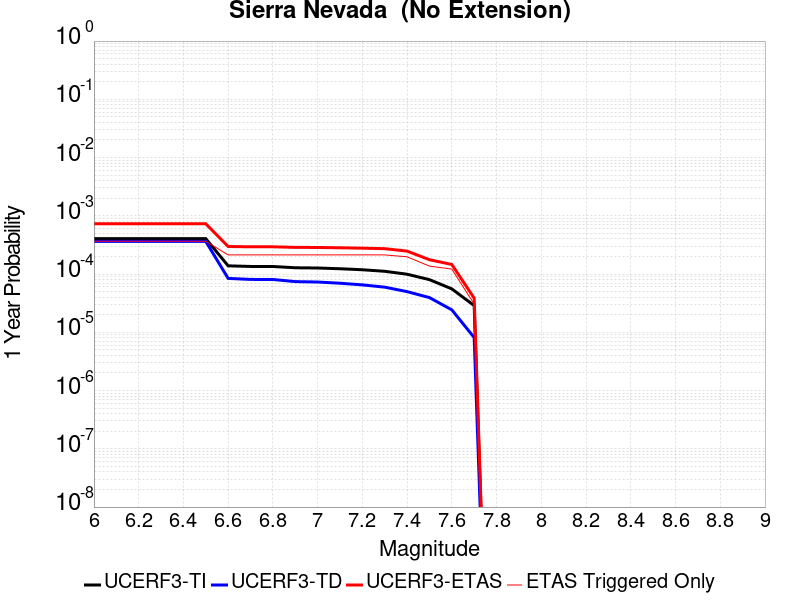 Sierra Nevada  (No Extension)
10^0
10^-1
10^-2
10^-3
10^-4
10^-5
10^-6
10^-7
10^-8
1 Year Probability
6 6.2 6.4 6.6 6.8 7 7.2 7.4 7.6 7.8 8 8.2 8.4 8.6 8.8 9
Magnitude
UCERF3-TI UCERF3-TD UCERF3-ETAS ETAS Triggered Only